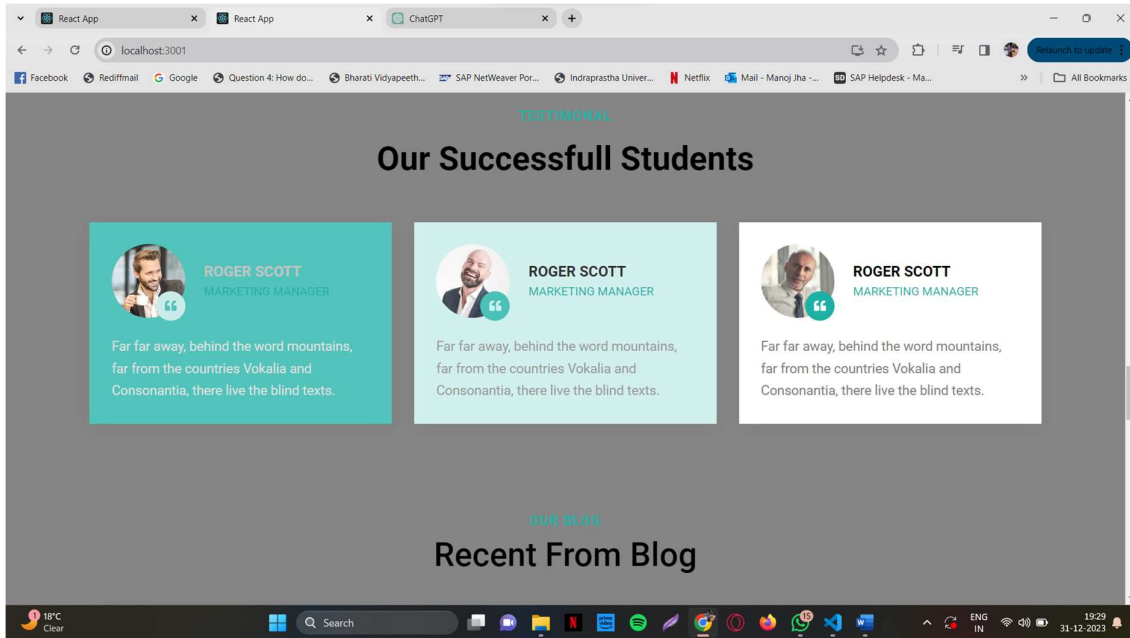 React App
React App
ChatGPT
localhost:3001
Relaunch to update
Facebook
Rediffmail
Google
Question 4: How do...
Bharati Vidyapeeth...
SAP NetWeaver Por...
Indraprastha Univer...
Netflix
Mail - Manoj Jha -...
SAP Helpdesk - Ma...
»
All Bookmarks
TESTIMONAL
Our Successfull Students
ROGER SCOTT
MARKETING MANAGER
Far far away, behind the word mountains,
far from the countries Vokalia and
Consonantia, there live the blind texts.
ROGER SCOTT
MARKETING MANAGER
Far far away, behind the word mountains,
far from the countries Vokalia and
Consonantia, there live the blind texts.
ROGER SCOTT
MARKETING MANAGER
Far far away, behind the word mountains,
far from the countries Vokalia and
Consonantia, there live the blind texts.
OUR BLOG
Recent From Blog
1
18°C
Clear
Search
prime video
15
ENG
IN
19:29
31-12-2023